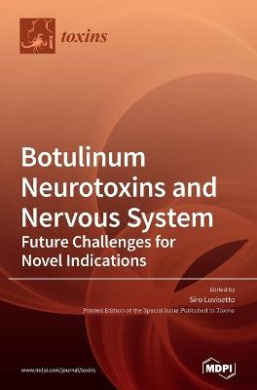 toxins
Botulinum
Neurotoxins and
Nervous System
Future Challenges for
Novel Indications
Edited by
Siro Luvisetto
Printed Edition of the Special Issue Published in Toxins
www.mdpi.com/journal/toxins
MDPI